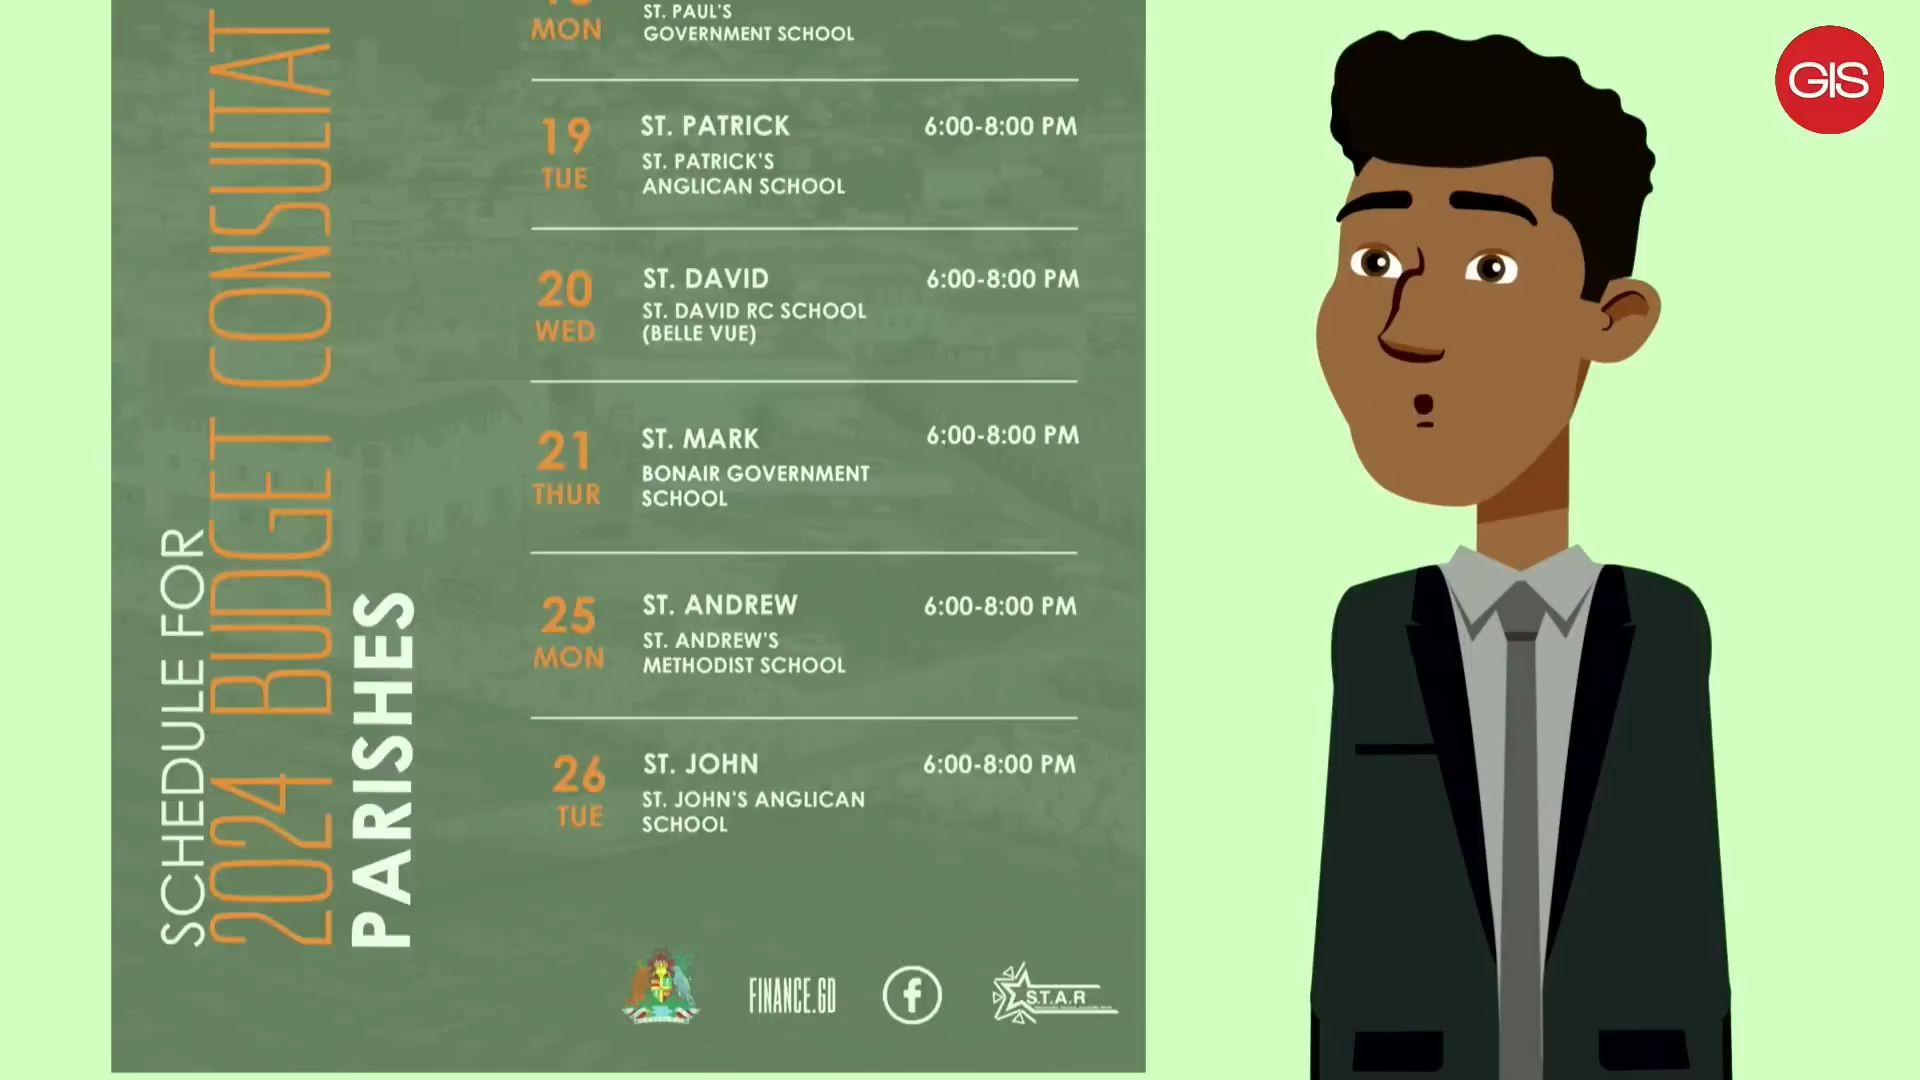 SCHEDULE FOR
2024 BUDGET CONSULTAT
PARISHES
MON
ST. PAUL'S
GOVERNMENT SCHOOL
19
TUE
ST. PATRICK
6:00-8:00 PM
ST. PATRICK'S
ANGLICAN SCHOOL
20
WED
ST. DAVID
6:00-8:00 PM
ST. DAVID RC SCHOOL
(BELLE VUE)
21
THUR
ST. MARK
6:00-8:00 PM
BONAIR GOVERNMENT
SCHOOL
25
MON
ST. ANDREW
6:00-8:00 PM
ST. ANDREW'S
METHODIST SCHOOL
26
TUE
ST. JOHN
6:00-8:00 PM
ST. JOHN'S ANGLICAN
SCHOOL
FINANCE.GD
f
S.T.A.R
GIS